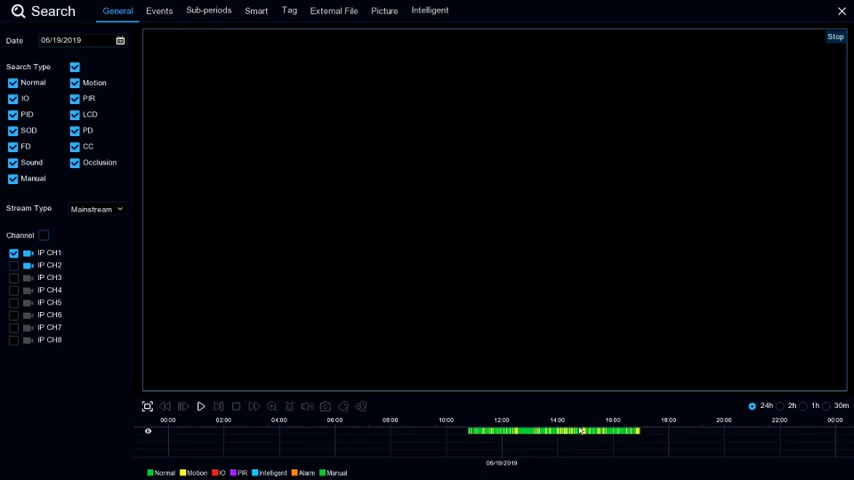 Search General Events Sub-periods Smart Tag External File Picture Intelligent
Date 06/19/2019
Stop
Search Type
Normal Motion
IO PIR
PID LCD
SOD PD
FD CC
Sound Occlusion
Manual
Stream Type Mainstream
Channel
IP CH1
IP CH2
IP CH3
IP CH4
IP CH5
IP CH6
IP CH7
IP CH8
24h 2h 1h 30m
00:00 02:00 04:00 06:00 08:00 10:00 12:00 14:00 16:00 18:00 20:00 22:00 00:00
06/19/2019
Normal Motion IO PIR Intelligent Alarm Manual